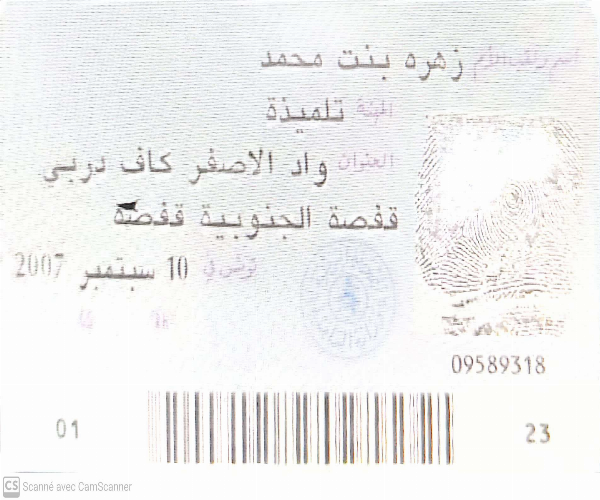 اسم ولقب الأم زهره بنت محمد
المهنة تلميذة
العنوان واد الاصفر كاف دربي
قفصة الجنوبية قفصة
تونس في 10 سبتمبر 2007
09589318
01 23
CS Scanné avec CamScanner